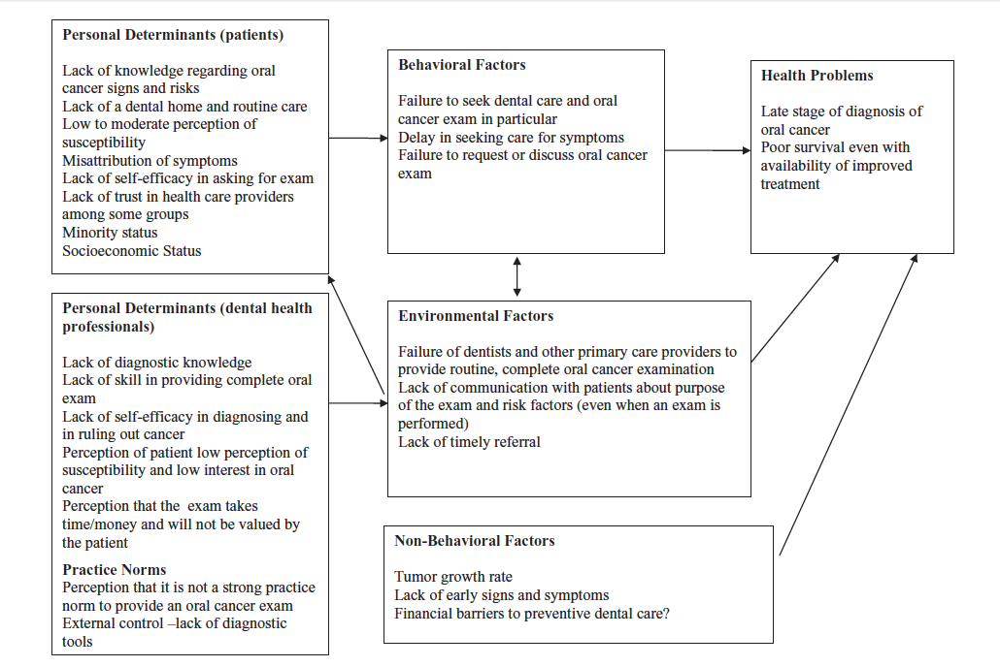 Personal Determinants (patients)
Lack of knowledge regarding oral
cancer signs and risks
Lack of a dental home and routine care
Low to moderate perception of
susceptibility
Misattribution of symptoms
Lack of self-efficacy in asking for exam
Lack of trust in health care providers
among some groups
Minority status
Socioeconomic Status
Behavioral Factors
Failure to seek dental care and oral
cancer exam in particular
Delay in seeking care for symptoms
Failure to request or discuss oral cancer
exam
Health Problems
Late stage of diagnosis of
oral cancer
Poor survival even with
availability of improved
treatment
Personal Determinants (dental health
professionals)
Lack of diagnostic knowledge
Lack of skill in providing complete oral
exam
Lack of self-efficacy in diagnosing and
in ruling out cancer
Perception of patient low perception of
susceptibility and low interest in oral
cancer
Perception that the exam takes
time/money and will not be valued by
the patient
Practice Norms
Perception that it is not a strong practice
norm to provide an oral cancer exam
External control –lack of diagnostic
tools
Environmental Factors
Failure of dentists and other primary care providers to
provide routine, complete oral cancer examination
Lack of communication with patients about purpose
of the exam and risk factors (even when an exam is
performed)
Lack of timely referral
Non-Behavioral Factors
Tumor growth rate
Lack of early signs and symptoms
Financial barriers to preventive dental care?